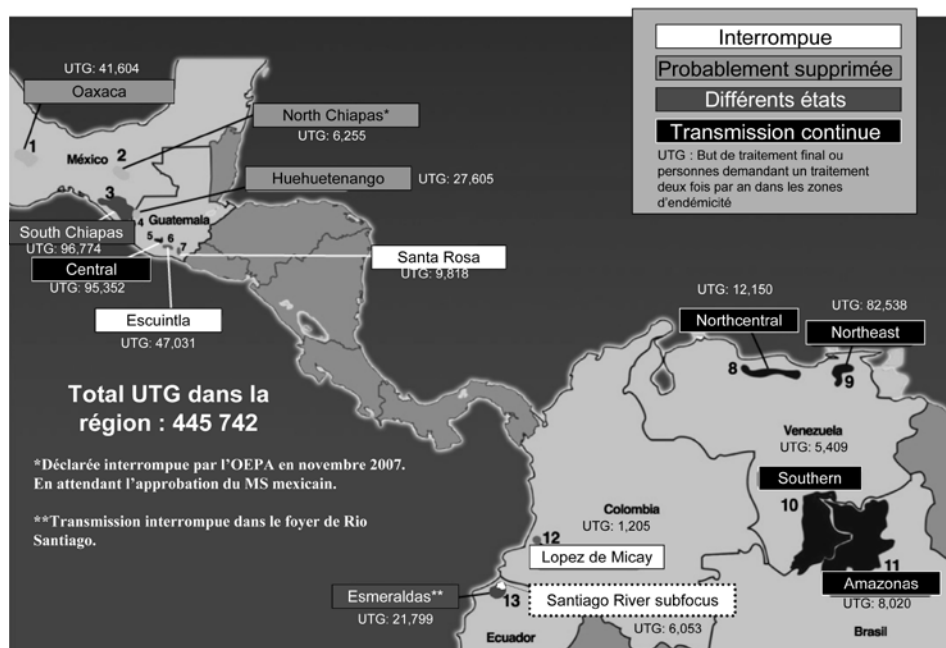 Interrompue
Probablement supprimée
Différents états
Transmission continue
UTG : But de traitement final ou
personnes demandant un traitement
deux fois par an dans les zones
d'endémicité
UTG: 41,604
Oaxaca
1
México
2
North Chiapas*
UTG: 6,255
3
Huehuetenango
UTG: 27,605
4
Guatemala
South Chiapas
UTG: 96,774
5
6
7
Central
UTG: 95,352
Santa Rosa
UTG: 9,818
Escuintla
UTG: 47,031
UTG: 12,150
Northcentral
UTG: 82,538
Northeast
8
9
Total UTG dans la
région : 445 742
Venezuela
UTG: 5,409
*Déclarée interrompue par l'OEPA en novembre 2007.
En attendant l'approbation du MS mexicain.
Southern
10
**Transmission interrompue dans le foyer de Rio
Santiago.
Colombia
UTG: 1,205
12
Lopez de Micay
11
Amazonas
UTG: 8,020
Esmeraldas**
UTG: 21,799
13
Santiago River subfocus
UTG: 6,053
Ecuador
Brasil